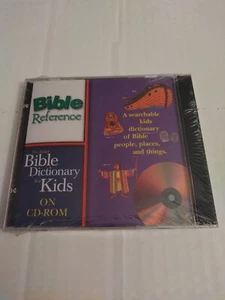 Bible
Reference
A searchable
kids
dictionary
of Bible
people, places,
and things.
Bible
Dictionary
for Kids
ON
CD-ROM